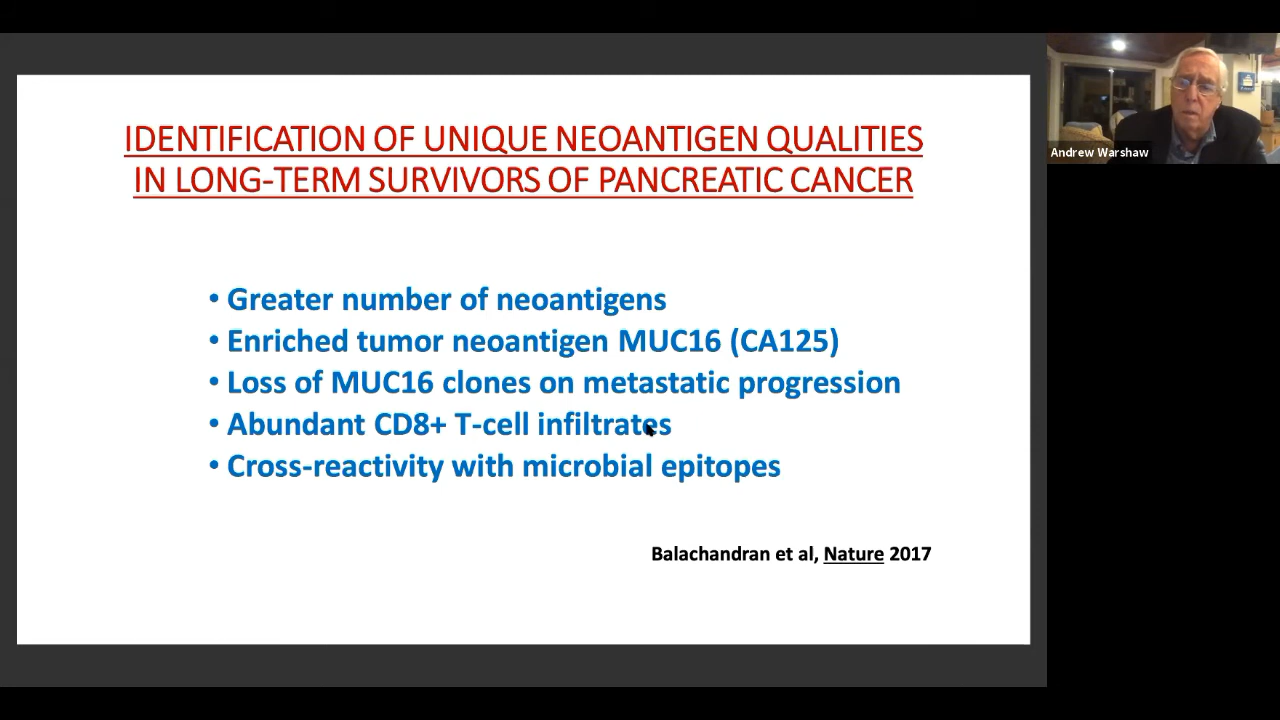 IDENTIFICATION OF UNIQUE NEOANTIGEN QUALITIES
IN LONG-TERM SURVIVORS OF PANCREATIC CANCER
• Greater number of neoantigens
• Enriched tumor neoantigen MUC16 (CA125)
• Loss of MUC16 clones on metastatic progression
• Abundant CD8+ T-cell infiltrates
• Cross-reactivity with microbial epitopes
Balachandran et al, Nature 2017
Andrew Warshaw